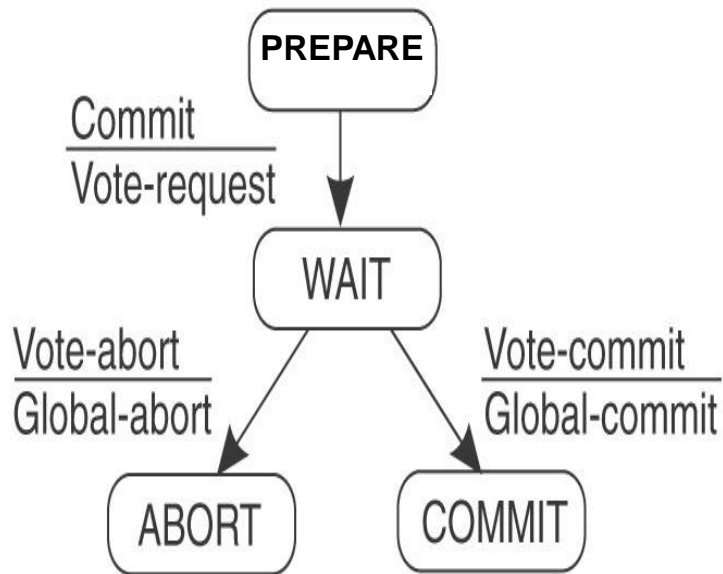 PREPARE
Commit
Vote-request
WAIT
Vote-abort
Global-abort
Vote-commit
Global-commit
ABORT
COMMIT